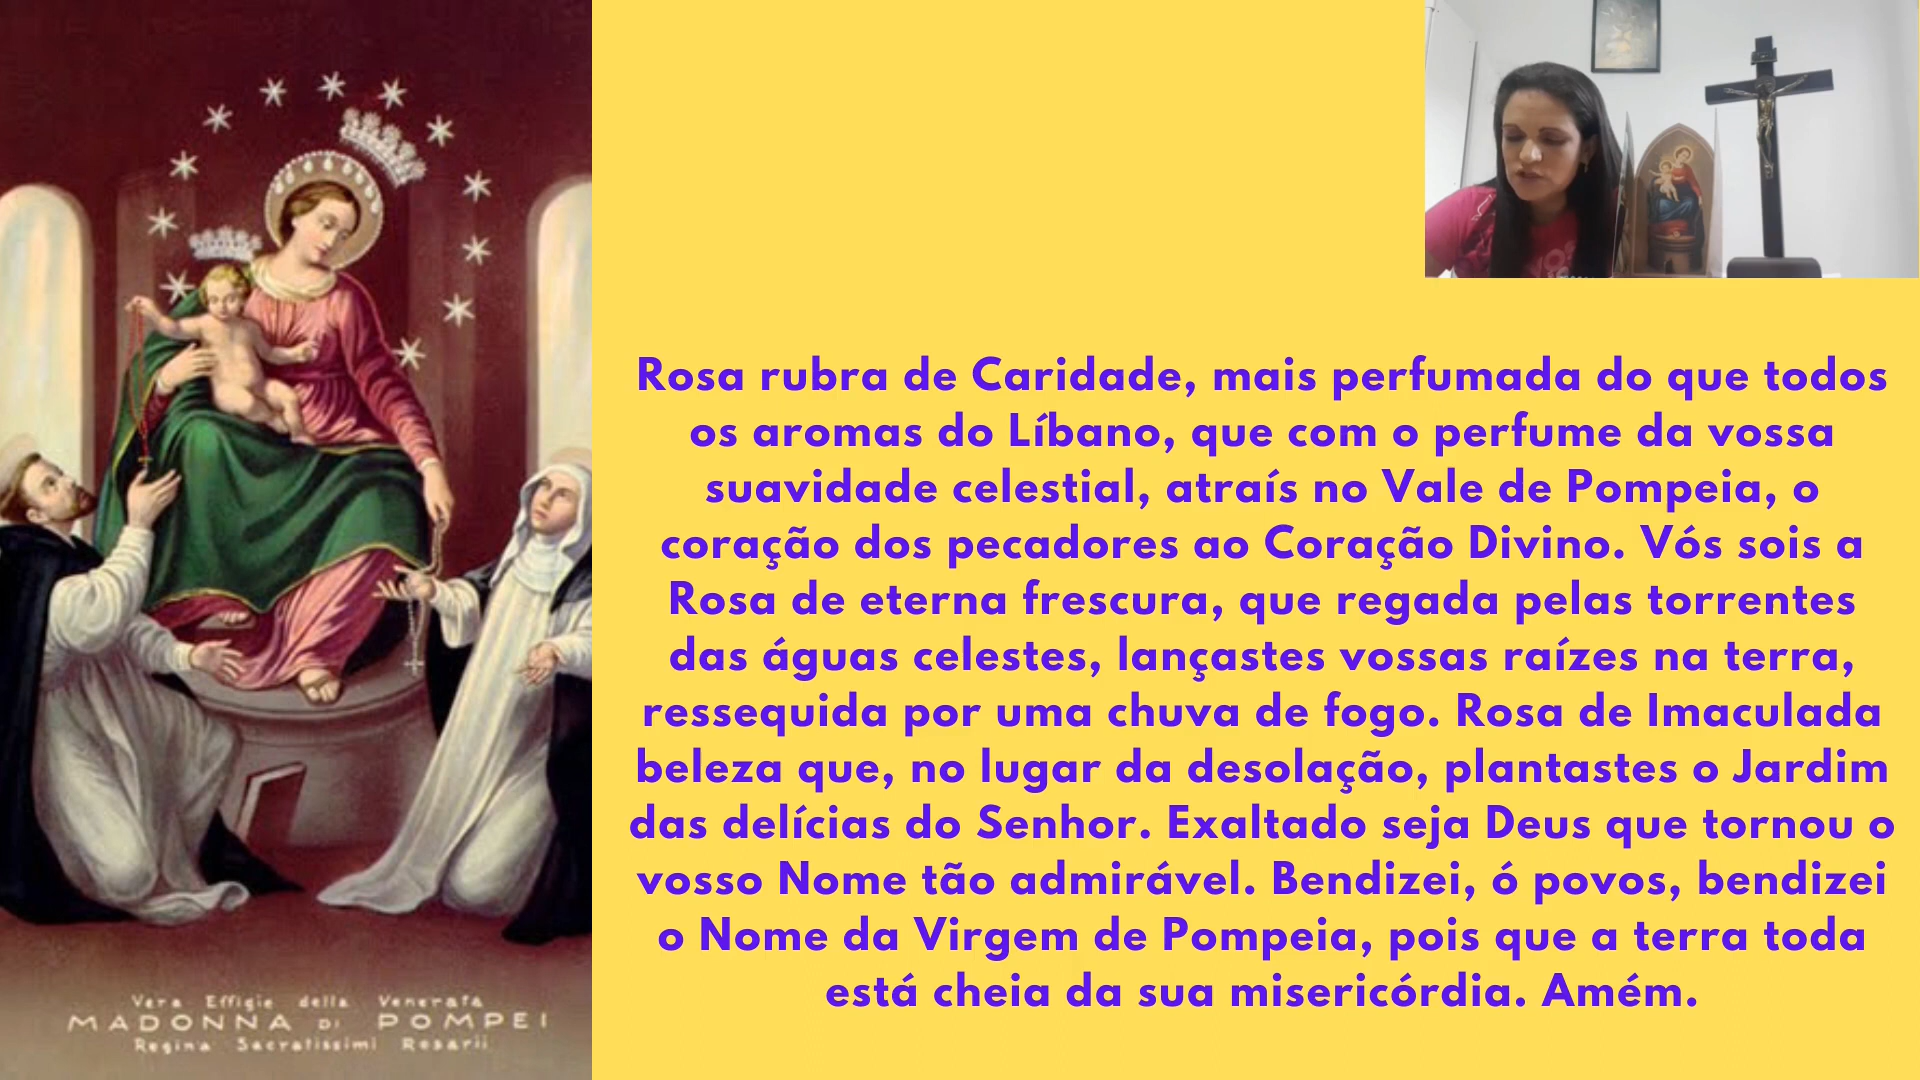 Rosa rubra de Caridade, mais perfumada do que todos
os aromas do Líbano, que com o perfume da vossa
suavidade celestial, atraís no Vale de Pompeia, o
coração dos pecadores ao Coração Divino. Vós sois a
Rosa de eterna frescura, que regada pelas torrentes
das águas celestes, lançastes vossas raízes na terra,
ressequida por uma chuva de fogo. Rosa de Imaculada
beleza que, no lugar da desolação, plantastes o Jardim
das delícias do Senhor. Exaltado seja Deus que tornou o
vosso Nome tão admirável. Bendizei, ó povos, bendizei
o Nome da Virgem de Pompeia, pois que a terra toda
está cheia da sua misericórdia. Amém.
Vera Effigie della Venerata
MADONNA DI POMPEI
Regina Sacratissimi Rosarii